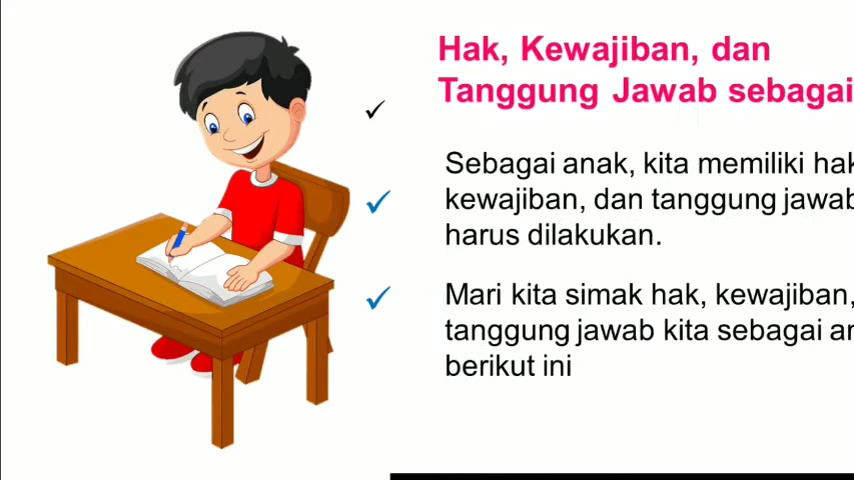 Hak, Kewajiban, dan
Tanggung Jawab sebagai
Sebagai anak, kita memiliki
kewajiban, dan tanggung jawab
harus dilakukan.
Mari kita simak hak, kewajiban,
tanggung jawab kita sebagai
berikut ini